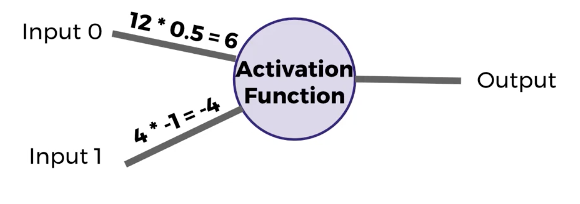 Input 0
12 * 0.5 = 6
Activation
Function
Output
4 * -1 = -4
Input 1